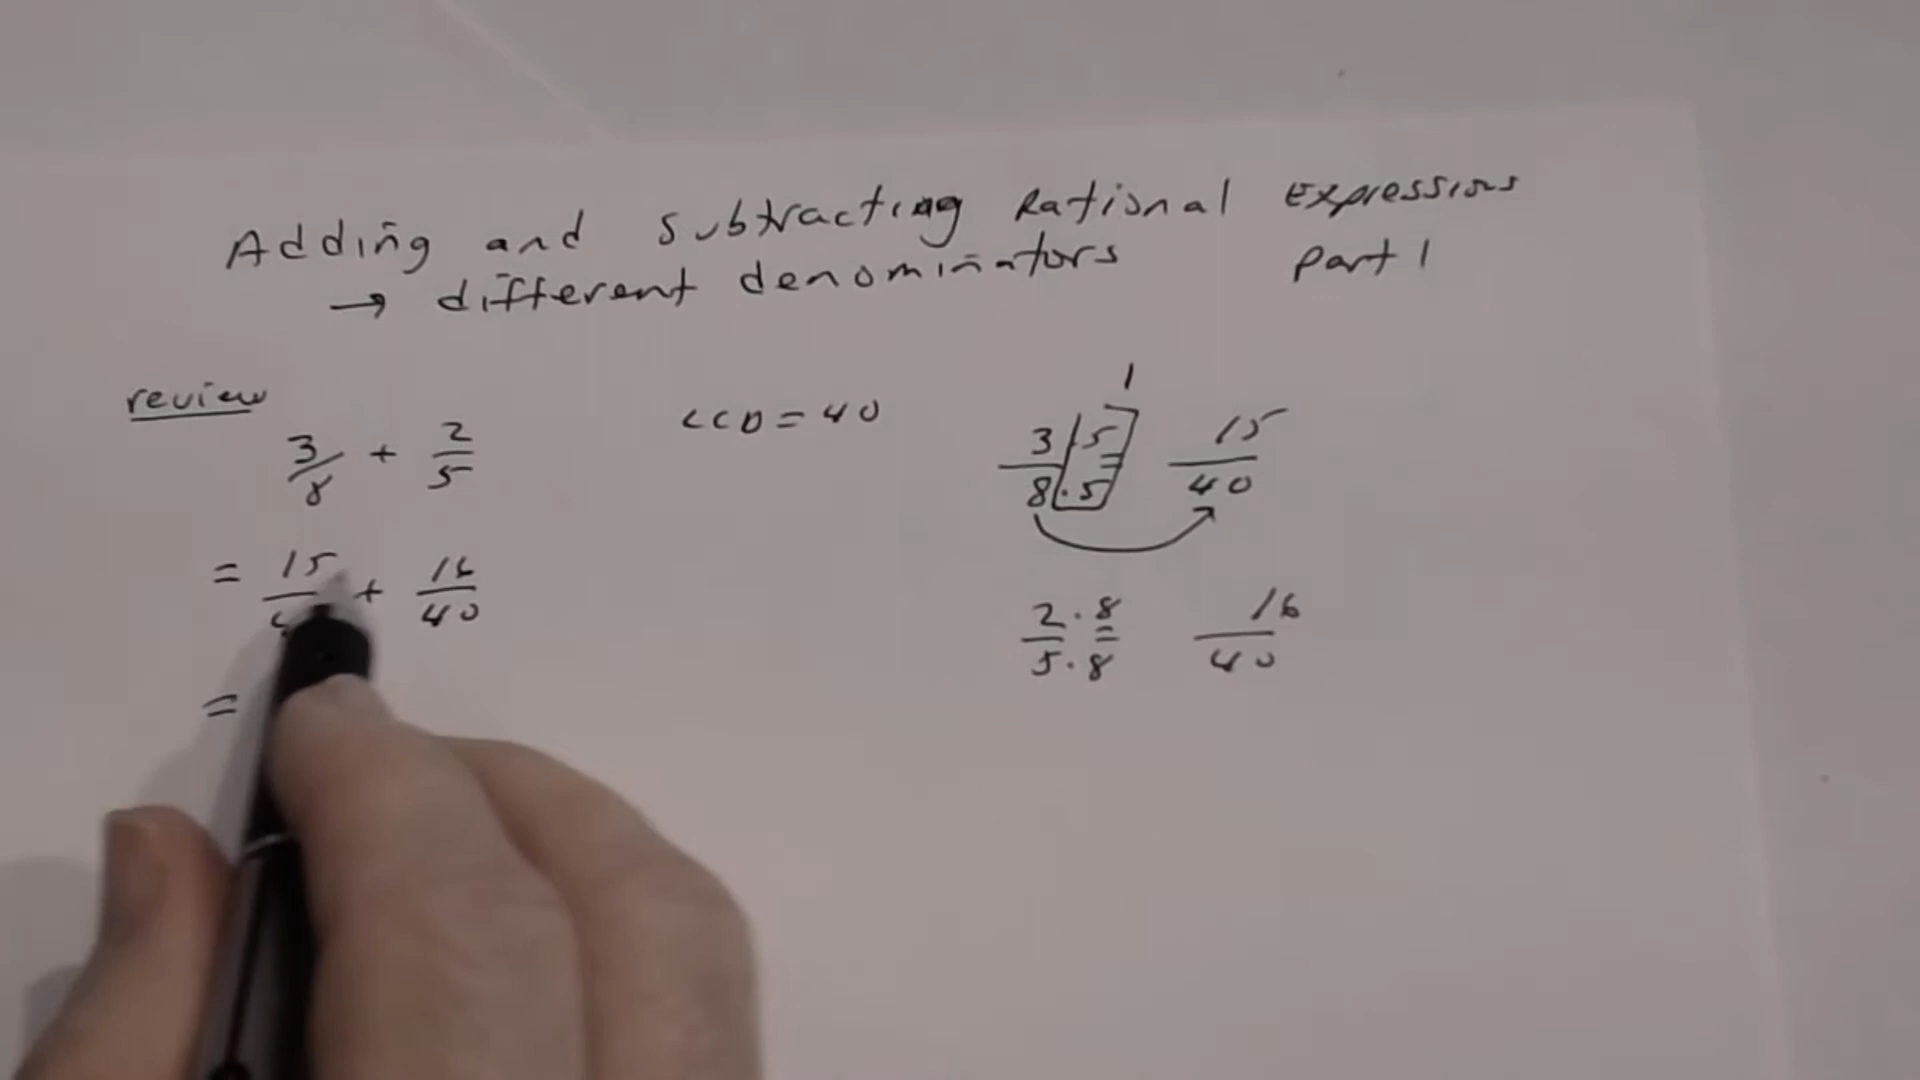 Adding and Subtracting Rational Expressions
→ different denominators Part 1
review
3/8 + 2/5
LCD = 40
3/8 · 5/5 = 15/40
1
= 15/4 + 16/40
2/5 · 8/8 = 16/40
=